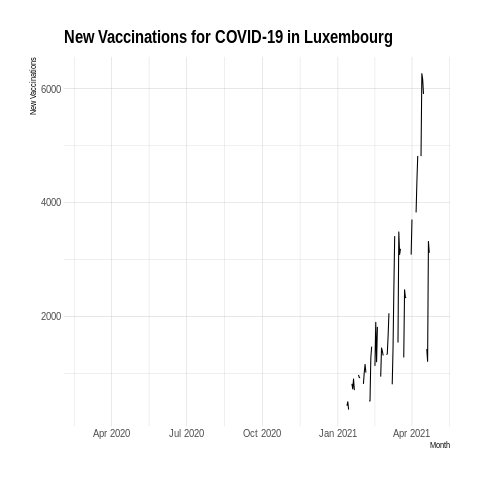 New Vaccinations for COVID-19 in Luxembourg
New Vaccinations
6000
4000
2000
Apr 2020 Jul 2020 Oct 2020 Jan 2021 Apr 2021
Month